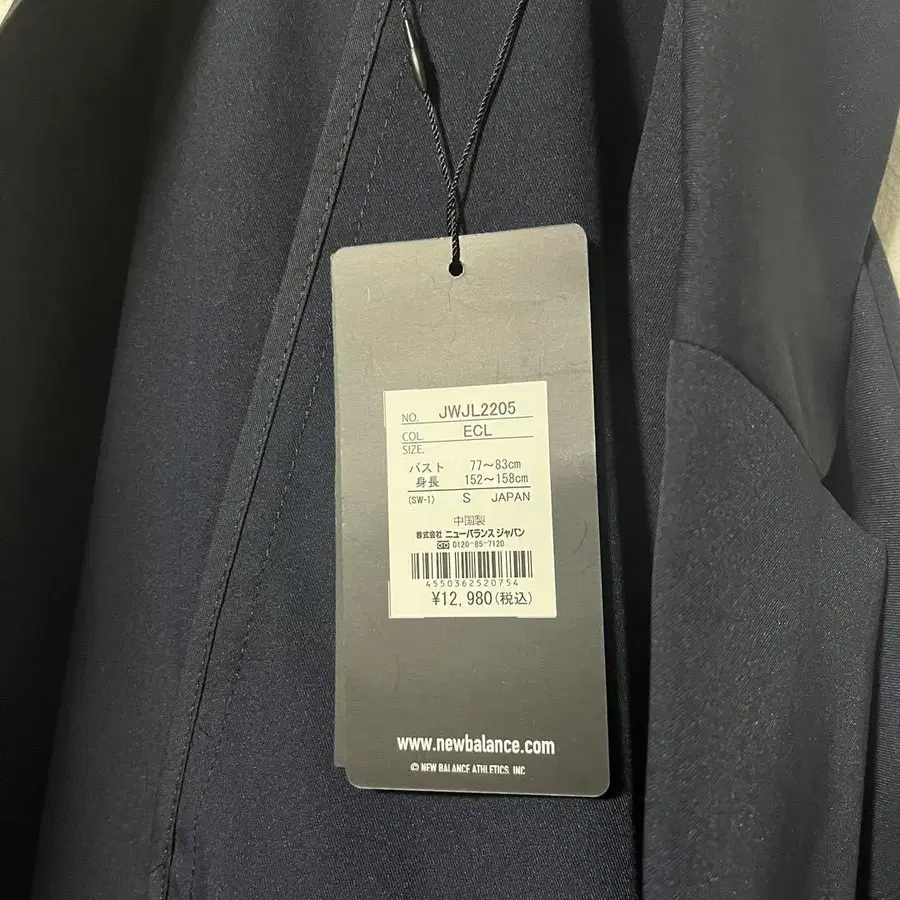 NO. JWJL2205
COL. ECL
SIZE.
バスト 77～83cm
身長 152～158cm
(SW-1) S JAPAN
中国製
株式会社 ニューバランス ジャパン
0120-85-7120
4550362520754
¥12,980(税込)
www.newbalance.com
© NEW BALANCE ATHLETICS, INC